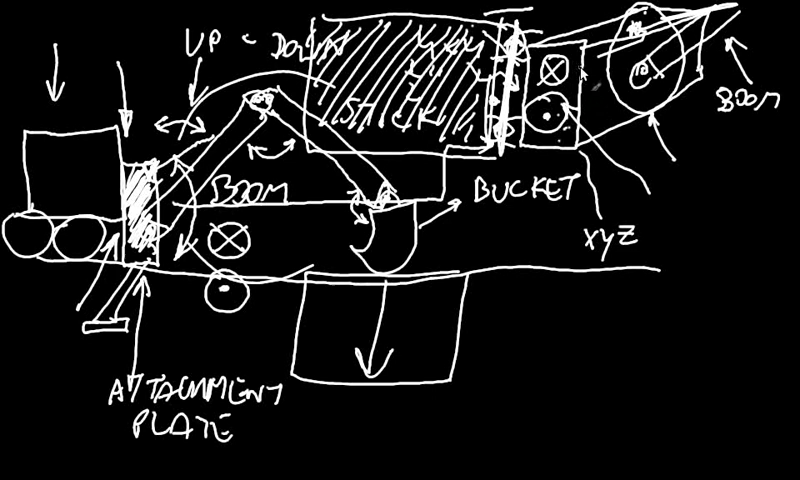 UP - DOWN
BOOM
BOOM
BUCKET
XYZ
ATTACHMENT
PLATE